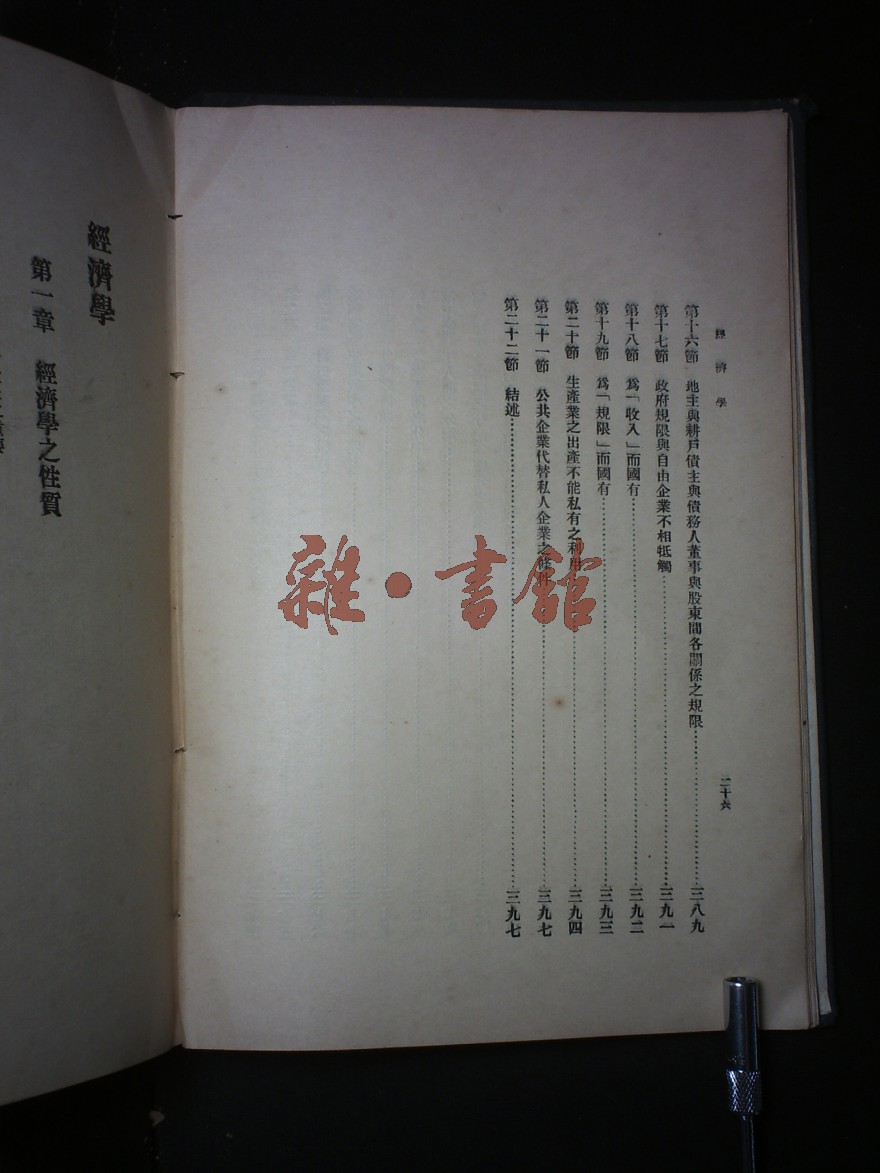 經濟學
第十六節 地主與耕戶債主與債務人董事與股東間各關係之規限……三八九
第十七節 政府規限與自由企業不相牴觸……三九一
第十八節 爲「收入」而國有……三九二
第十九節 爲「規限」而國有……三九三
第二十節 生產業之出產不能私有之利用……三九四
第二十一節 公共企業代替私人企業之條件……三九七
第二十二節 結述……三九七
二十六
經濟學
第一章 經濟學之性質
雜·書館